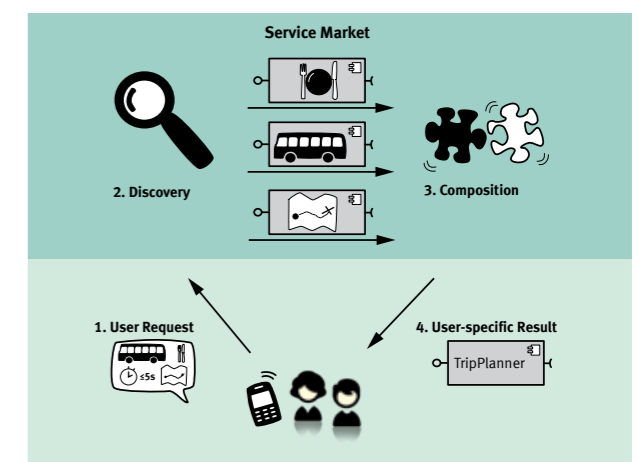 Service Market
2. Discovery
3. Composition
1. User Request
≤5s
4. User-specific Result
TripPlanner